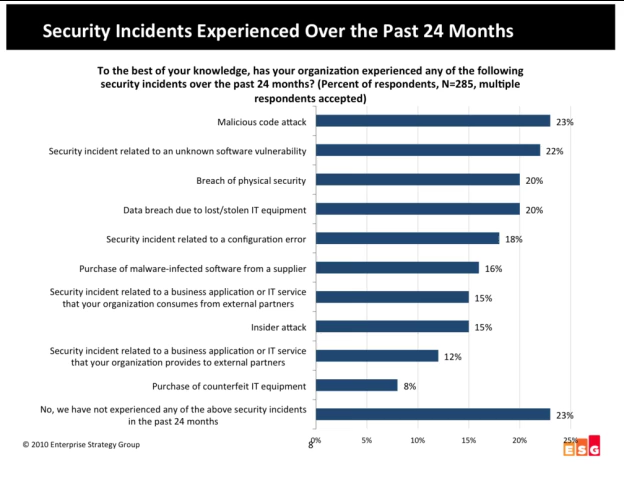 Security Incidents Experienced Over the Past 24 Months
To the best of your knowledge, has your organization experienced any of the following
security incidents over the past 24 months? (Percent of respondents, N=285, multiple
respondents accepted)
Malicious code attack
23%
Security incident related to an unknown software vulnerability
22%
Breach of physical security
20%
Data breach due to lost/stolen IT equipment
20%
Security incident related to a configuration error
18%
Purchase of malware-infected software from a supplier
16%
Security incident related to a business application or IT service
that your organization consumes from external partners
15%
Insider attack
15%
Security incident related to a business application or IT service
that your organization provides to external partners
12%
Purchase of counterfeit IT equipment
8%
No, we have not experienced any of the above security incidents
in the past 24 months
23%
0% 5% 10% 15% 20% 25%
© 2010 Enterprise Strategy Group
8
ESG